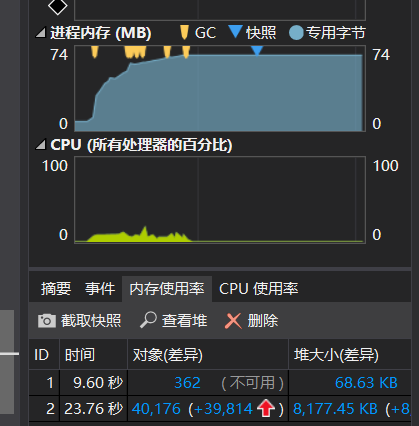 进程内存 (MB) GC 快照 专用字节
74 74
0 0
CPU (所有处理器的百分比)
100 100
0 0
摘要 事件 内存使用率 CPU 使用率
截取快照 查看堆 删除
ID 时间 对象(差异) 堆大小(差异)
1 9.60 秒 362 (不可用) 68.63 KB
2 23.76 秒 40,176 (+39,814 ) 8,177.45 KB (+8